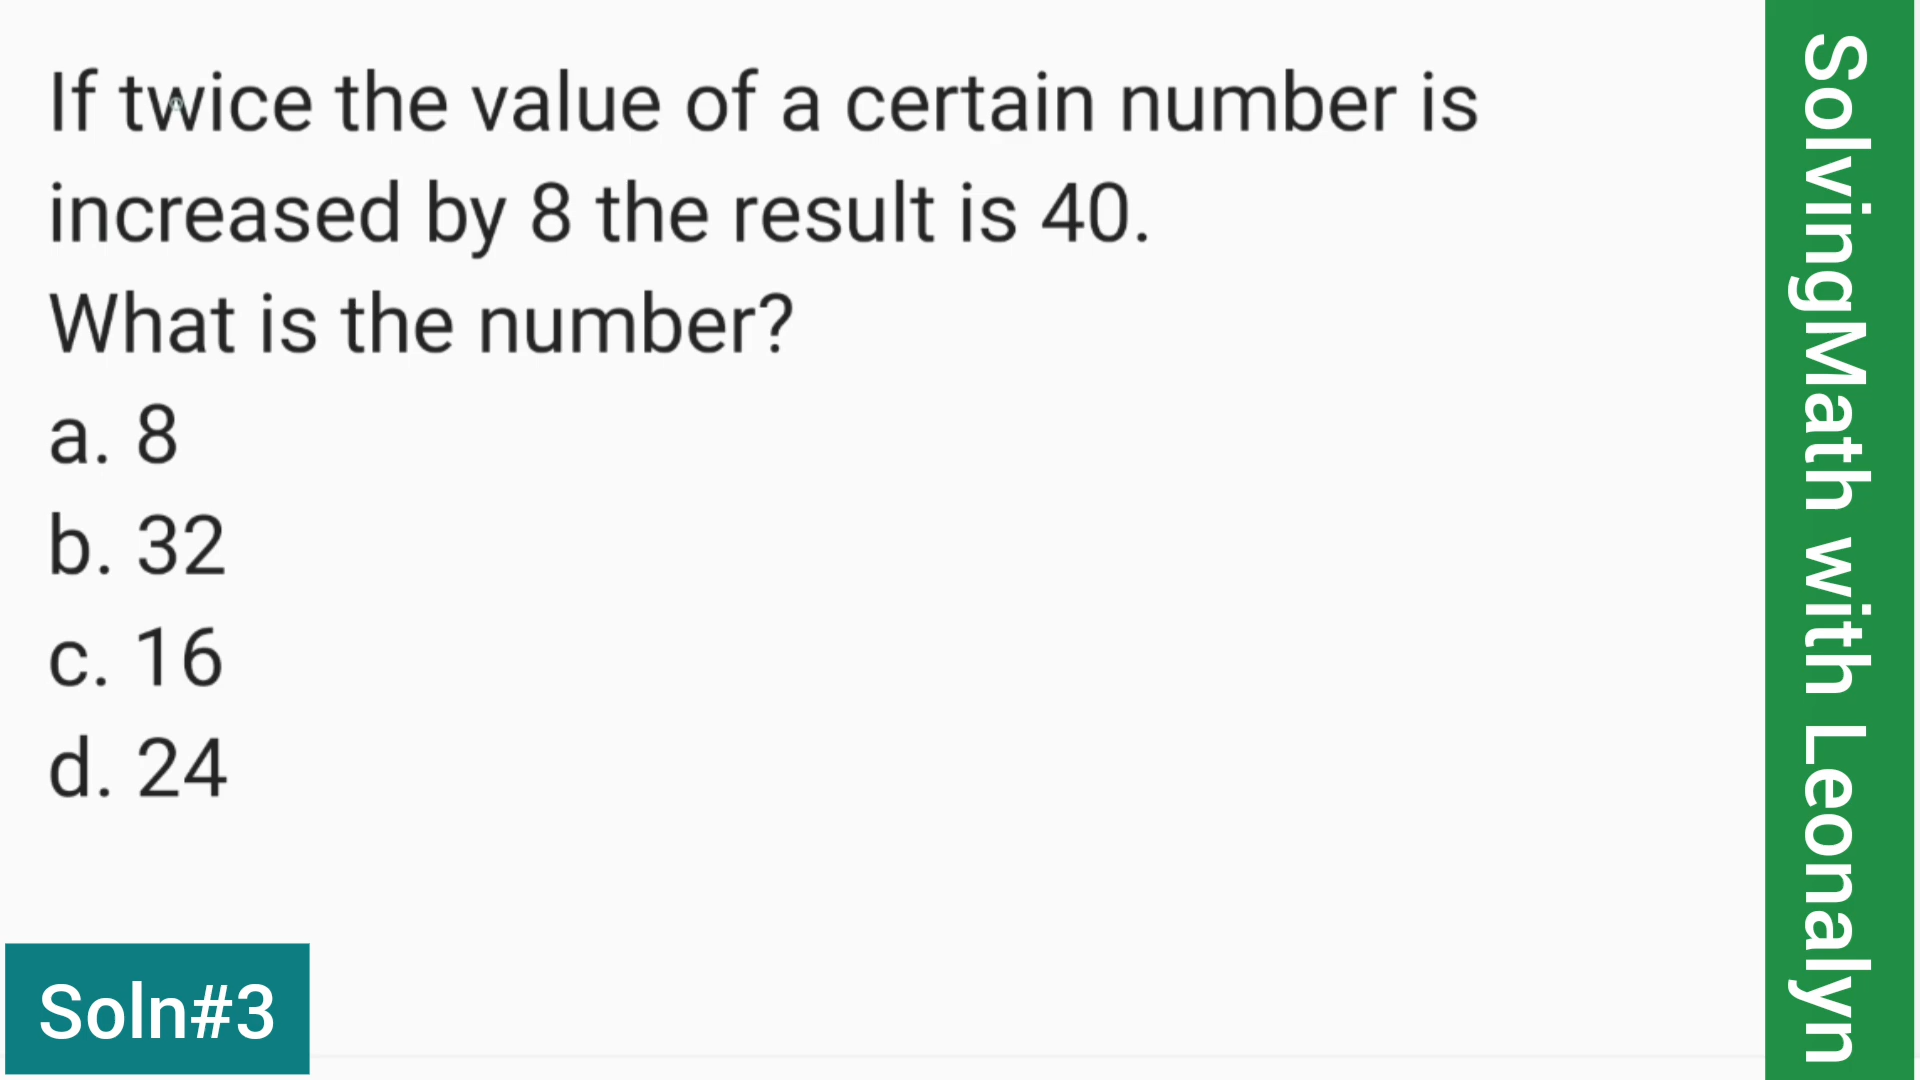 If twice the value of a certain number is
increased by 8 the result is 40.
What is the number?
a. 8
b. 32
c. 16
d. 24
Soln#3
SolvingMath with Leonalyn